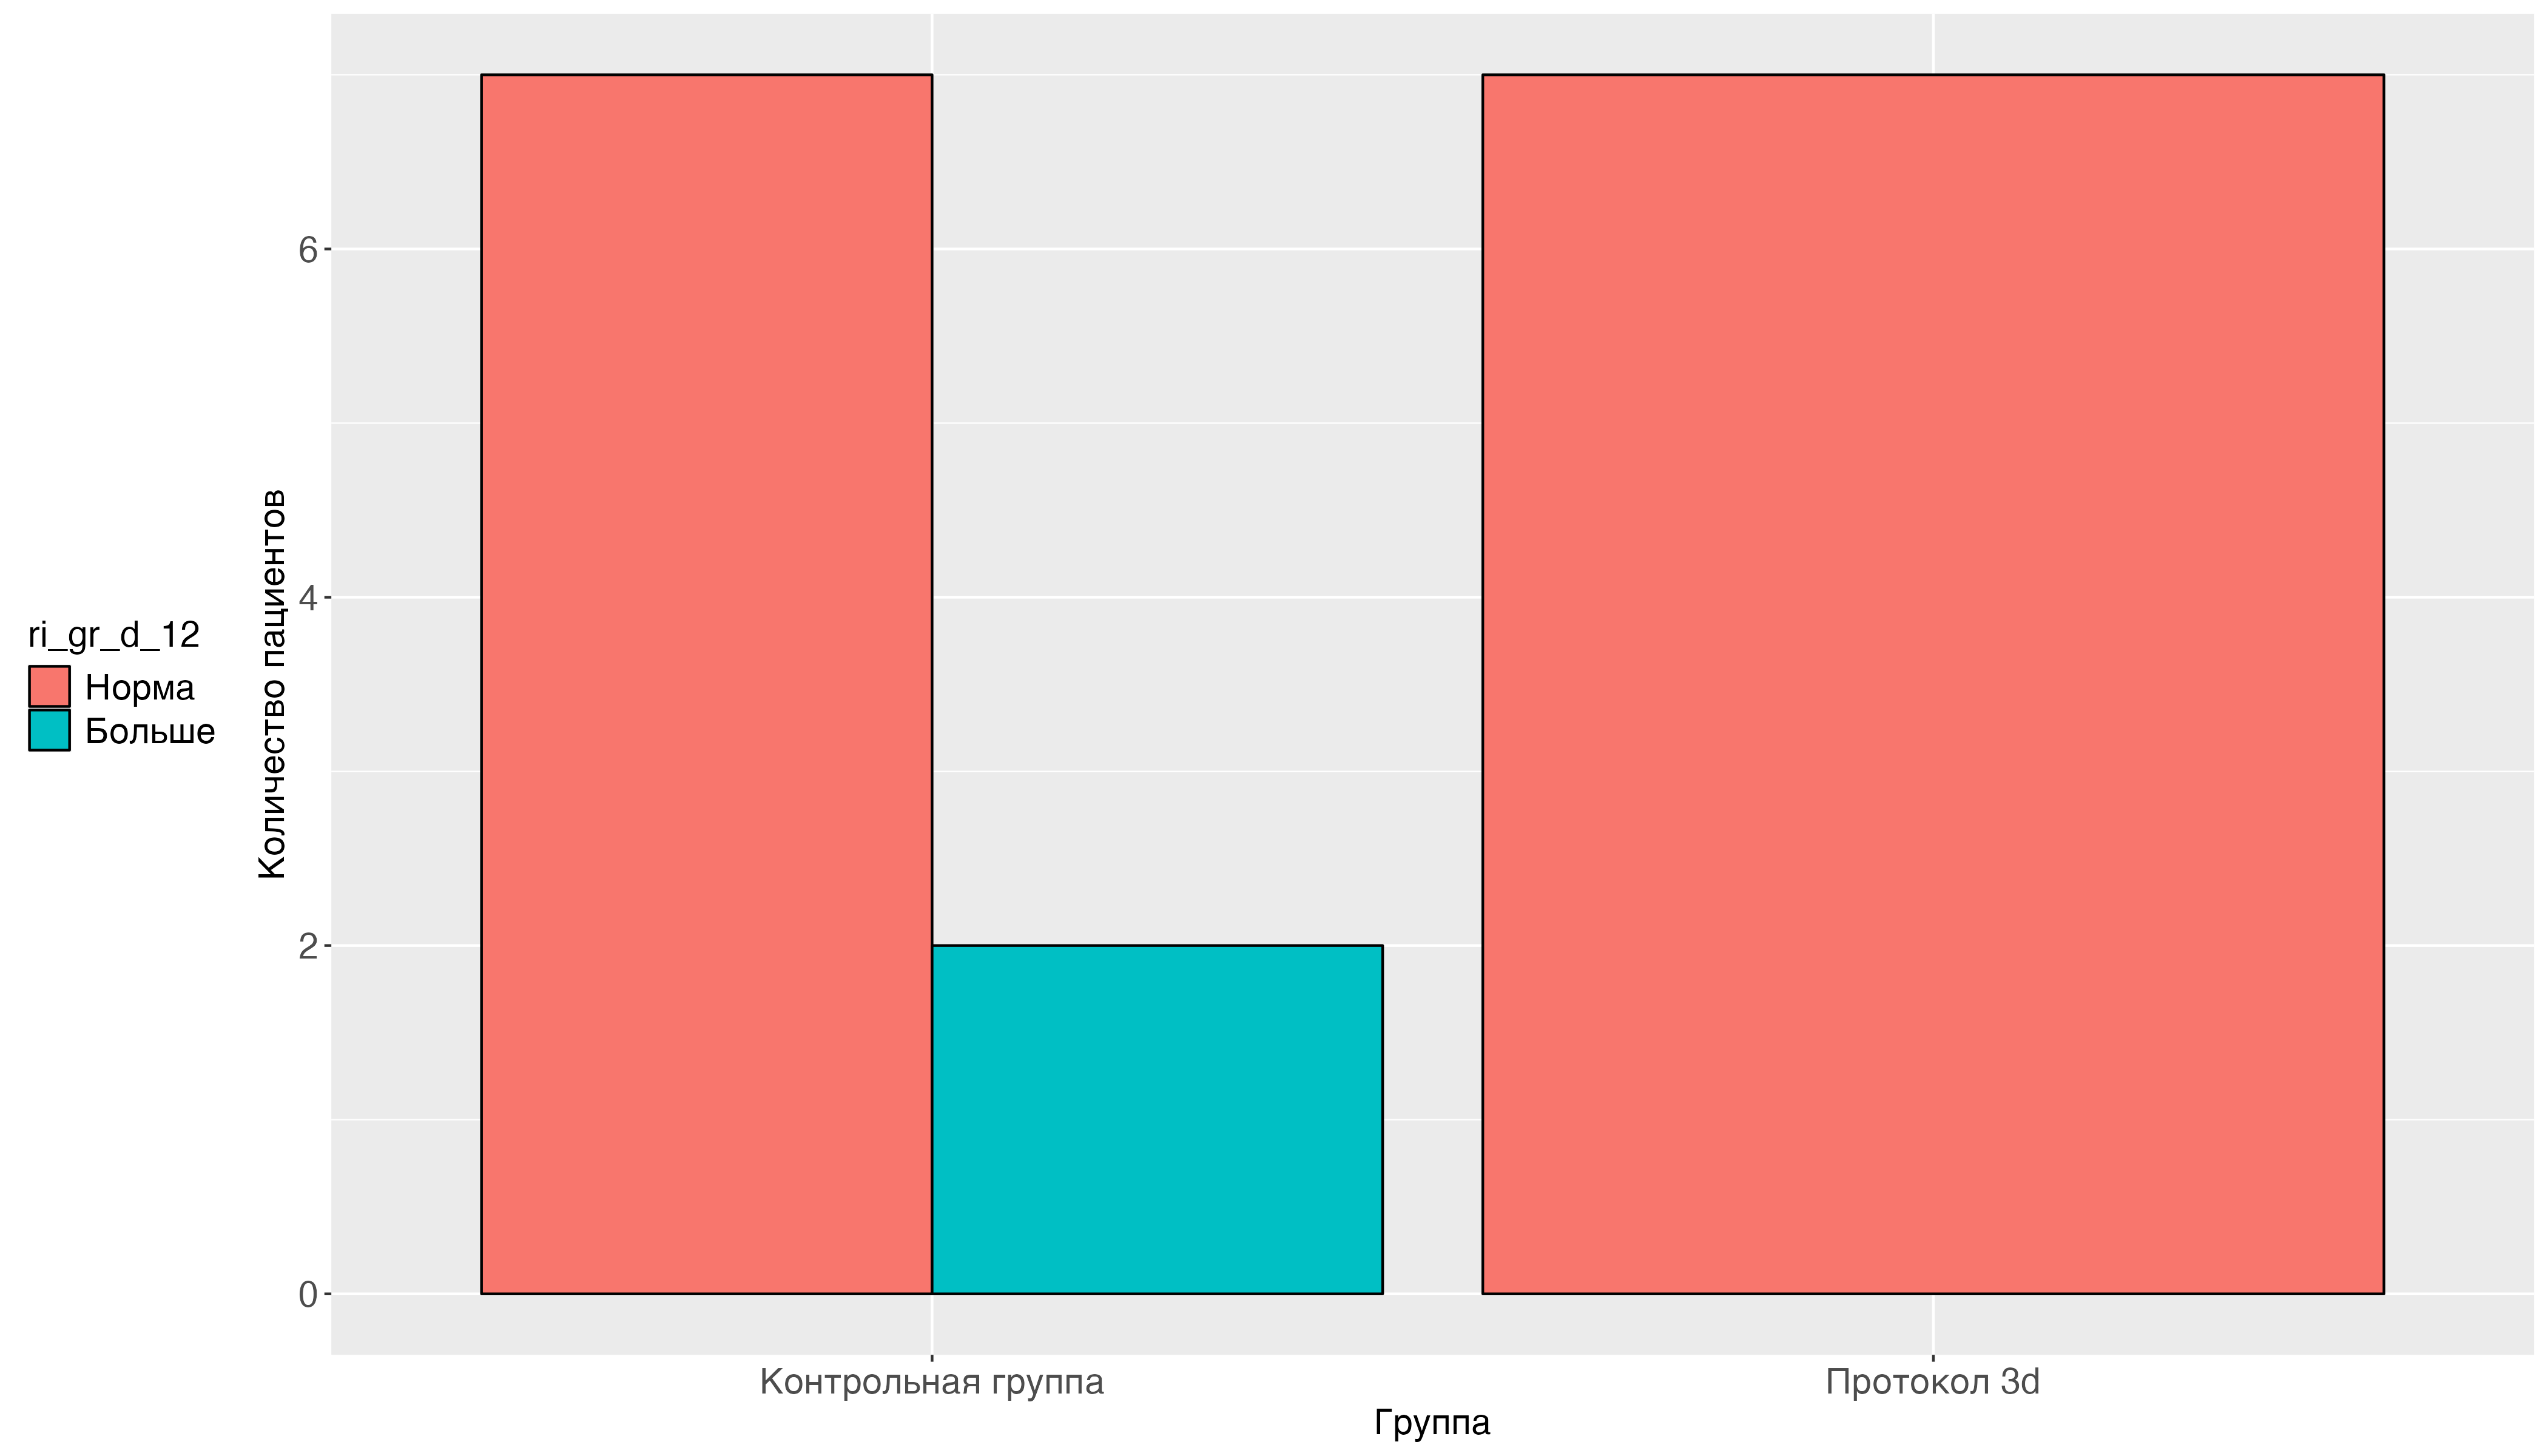 ri_gr_d_12
Норма
Больше
Количество пациентов
6
4
2
0
Контрольная группа
Протокол 3d
Группа